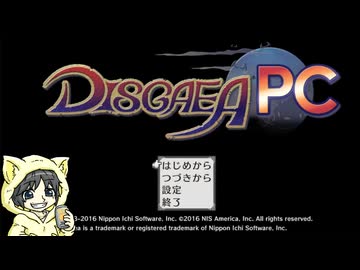 DISGAEA PC
はじめから
つづきから
設定
終了
3-2016 Nippon Ichi Software, Inc. ©2016 NIS America, Inc. All rights reserved.
ea is a trademark or registered trademark of Nippon Ichi Software, Inc.